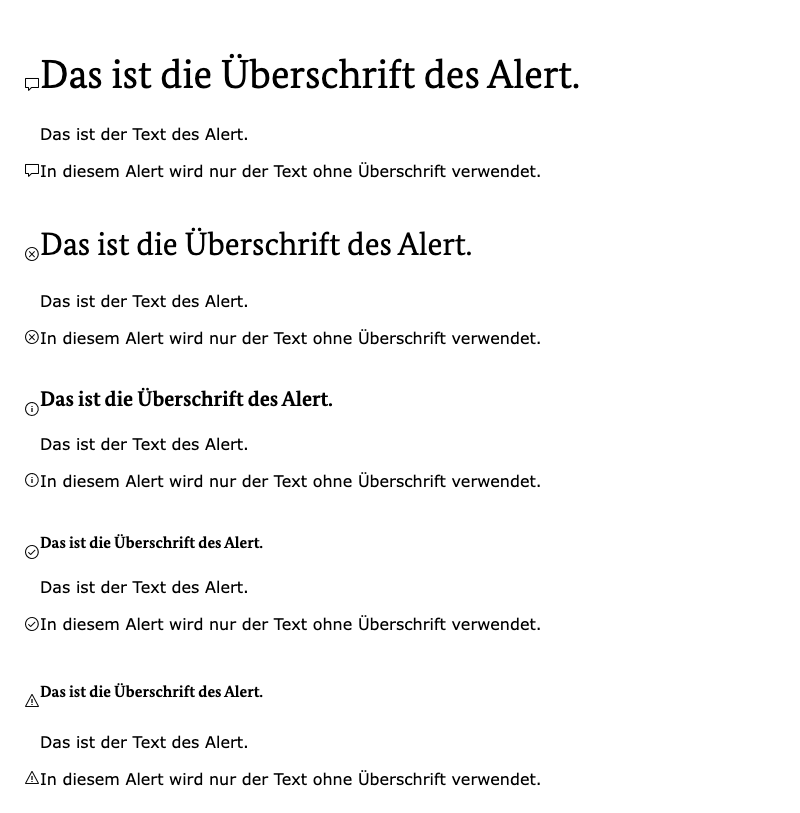 Das ist die Überschrift des Alert.
Das ist der Text des Alert.
In diesem Alert wird nur der Text ohne Überschrift verwendet.
Das ist die Überschrift des Alert.
Das ist der Text des Alert.
In diesem Alert wird nur der Text ohne Überschrift verwendet.
Das ist die Überschrift des Alert.
Das ist der Text des Alert.
In diesem Alert wird nur der Text ohne Überschrift verwendet.
Das ist die Überschrift des Alert.
Das ist der Text des Alert.
In diesem Alert wird nur der Text ohne Überschrift verwendet.
Das ist die Überschrift des Alert.
Das ist der Text des Alert.
In diesem Alert wird nur der Text ohne Überschrift verwendet.